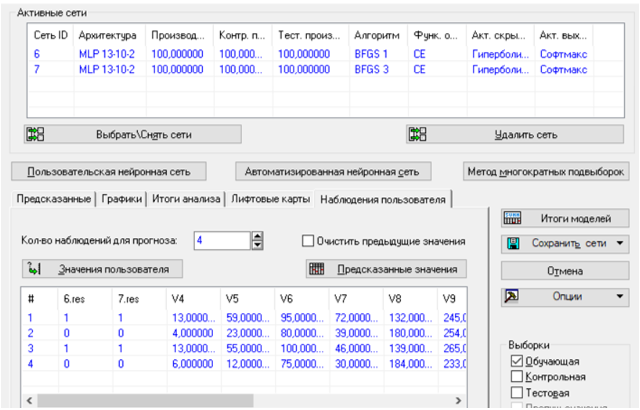 Активные сети
Сеть ID Архитектура Производ... Контр. п... Тест. произ... Алгоритм Функ. о... Акт. скры... Акт. вых...
6 MLP 13-10-2 100,000000 100,000... 100,000000 BFGS 1 CE Гиперболи... Софтмакс
7 MLP 13-10-2 100,000000 100,000... 100,000000 BFGS 3 CE Гиперболи... Софтмакс
Выбрать\Снять сети Удалить сеть
Пользовательская нейронная сеть Автоматизированная нейронная сеть Метод многократных подвыборок
Предсказанные Графики Итоги анализа Лифтовые карты Наблюдения пользователя
Кол-во наблюдений для прогноза: 4 Очистить предыдущие значения
Значения пользователя Предсказанные значения
# 6.res 7.res V4 V5 V6 V7 V8 V9
1 1 1 13,0000... 59,0000... 95,0000... 72,0000... 132,000... 245,0
2 0 0 4,000000 23,0000... 80,0000... 39,0000... 180,000... 254,0
3 1 1 13,0000... 55,0000... 100,000... 46,0000... 139,000... 265,0
4 0 0 6,000000 12,0000... 75,0000... 30,0000... 184,000... 233,0
Итоги моделей
Сохранить сети
Отмена
Опции
Выборки
Обучающая
Контрольная
Тестовая